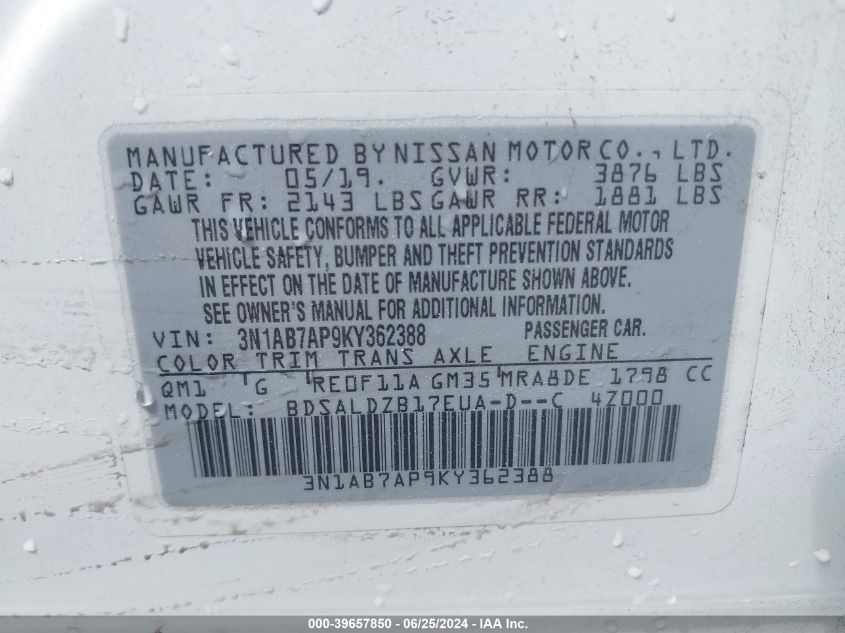 MANUFACTURED BY NISSAN MOTOR CO., LTD.
DATE: 05/19. GVWR: 3876 LBS
GAWR FR: 2143 LBS GAWR RR: 1881 LBS
THIS VEHICLE CONFORMS TO ALL APPLICABLE FEDERAL MOTOR
VEHICLE SAFETY, BUMPER AND THEFT PREVENTION STANDARDS
IN EFFECT ON THE DATE OF MANUFACTURE SHOWN ABOVE.
SEE OWNER'S MANUAL FOR ADDITIONAL INFORMATION.
VIN: 3N1AB7AP9KY362388 PASSENGER CAR.
COLOR TRIM TRANS AXLE ENGINE
QM1 G RE0F11A GM35 MRA8DE 1798 CC
MODEL: BDSALDZB17EUA-D--C 4Z000
3N1AB7AP9KY362388
000-39657850 - 06/25/2024 - IAA Inc.